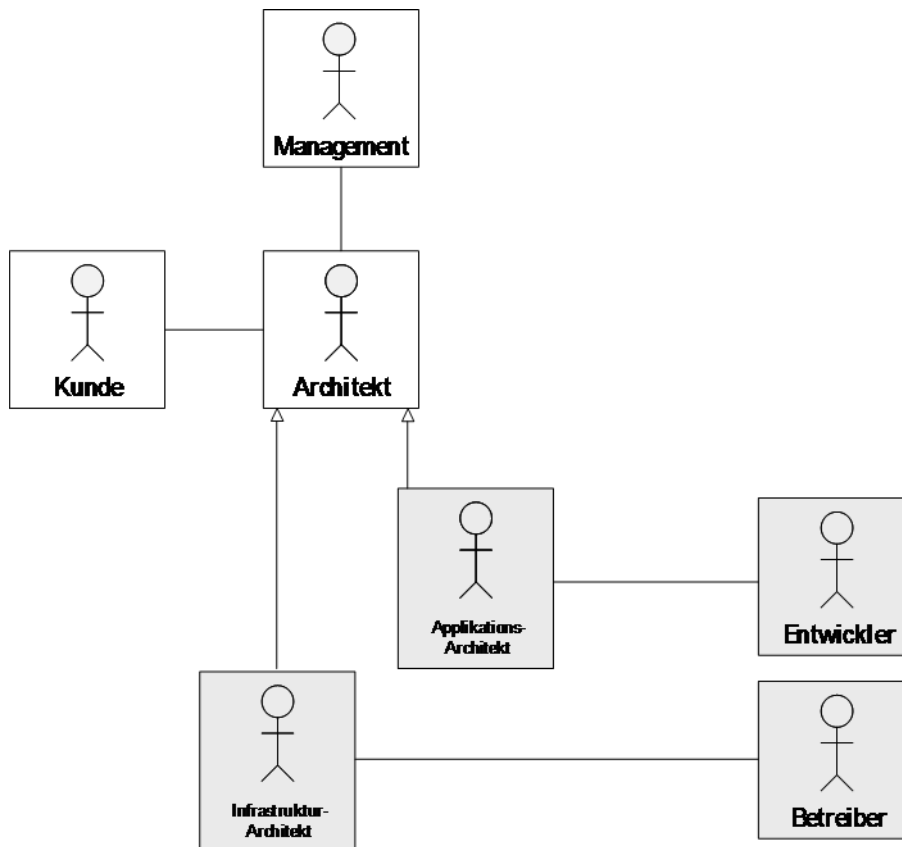 Management
Kunde
Architekt
Applikations-
Architekt
Entwickler
Infrastruktur-
Architekt
Betreiber